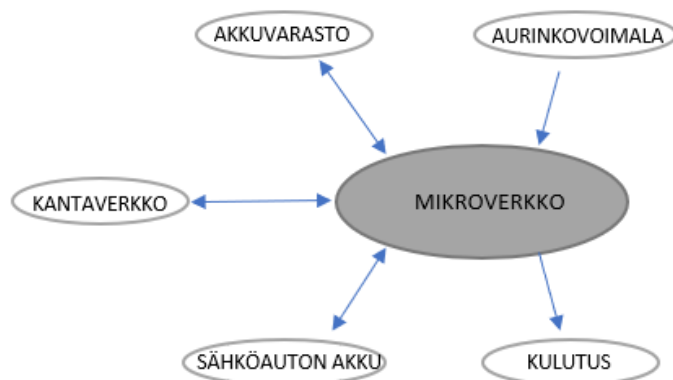 AKKUVARASTO
AURINKOVOIMALA
KANTAVERKKO
MIKROVERKKO
SÄHKÖAUTON AKKU
KULUTUS